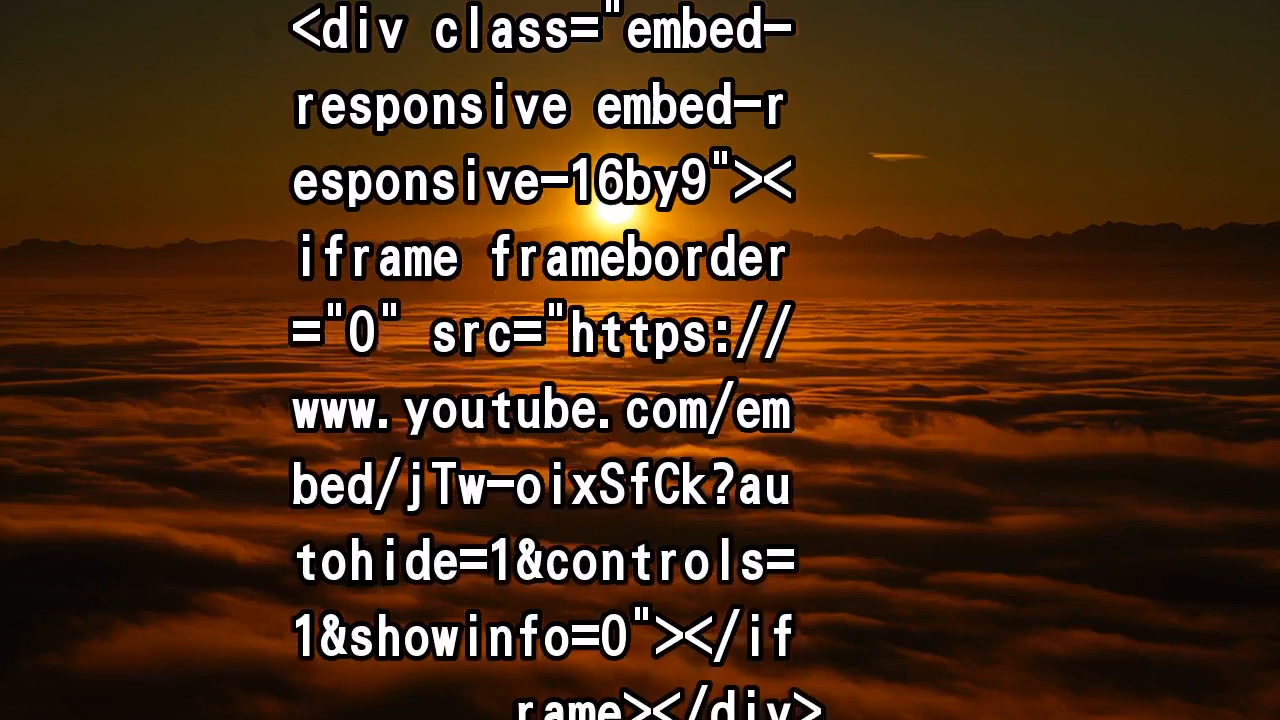 <div class="embed-
responsive embed-r
esponsive-16by9"><
iframe frameborder
="0" src="https://
www.youtube.com/em
bed/jTw-oixSfCk?au
tohide=1&controls=
1&showinfo=0"></if
rame></div>